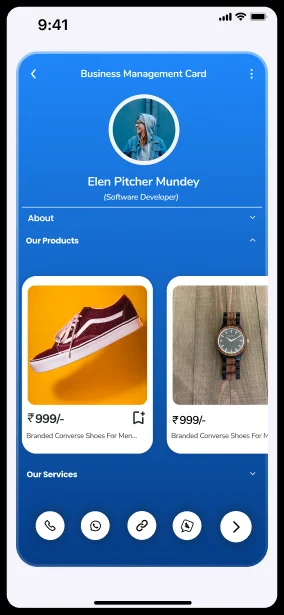 9:41
Business Management Card
Elen Pitcher Mundey
(Software Developer)
About
Our Products
₹999/-
₹999/-
Branded Converse Shoes For Men...
Branded Converse Shoes For M
Our Services